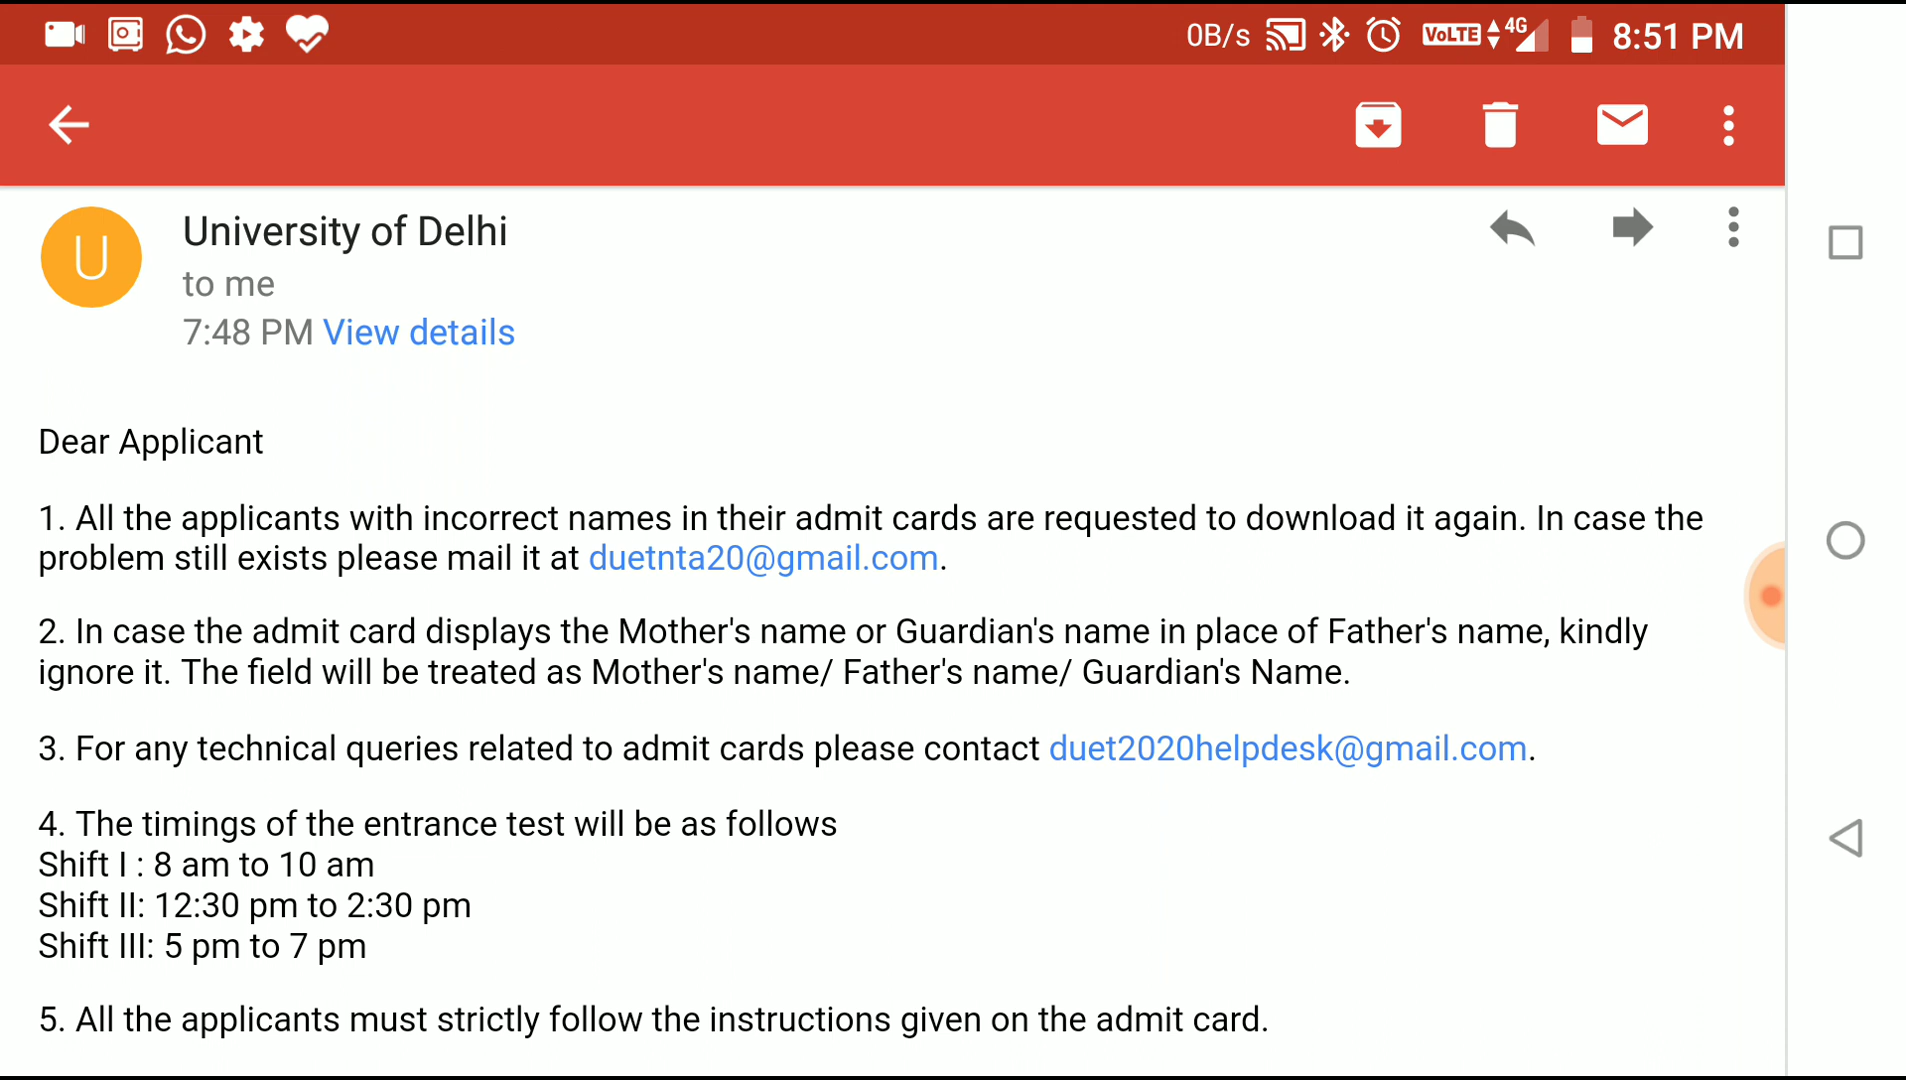 0B/s VoLTE 4G 8:51 PM
U
University of Delhi
to me
7:48 PM View details
Dear Applicant
1. All the applicants with incorrect names in their admit cards are requested to download it again. In case the
problem still exists please mail it at duetnta20@gmail.com.
2. In case the admit card displays the Mother's name or Guardian's name in place of Father's name, kindly
ignore it. The field will be treated as Mother's name/ Father's name/ Guardian's Name.
3. For any technical queries related to admit cards please contact duet2020helpdesk@gmail.com.
4. The timings of the entrance test will be as follows
Shift I : 8 am to 10 am
Shift II: 12:30 pm to 2:30 pm
Shift III: 5 pm to 7 pm
5. All the applicants must strictly follow the instructions given on the admit card.